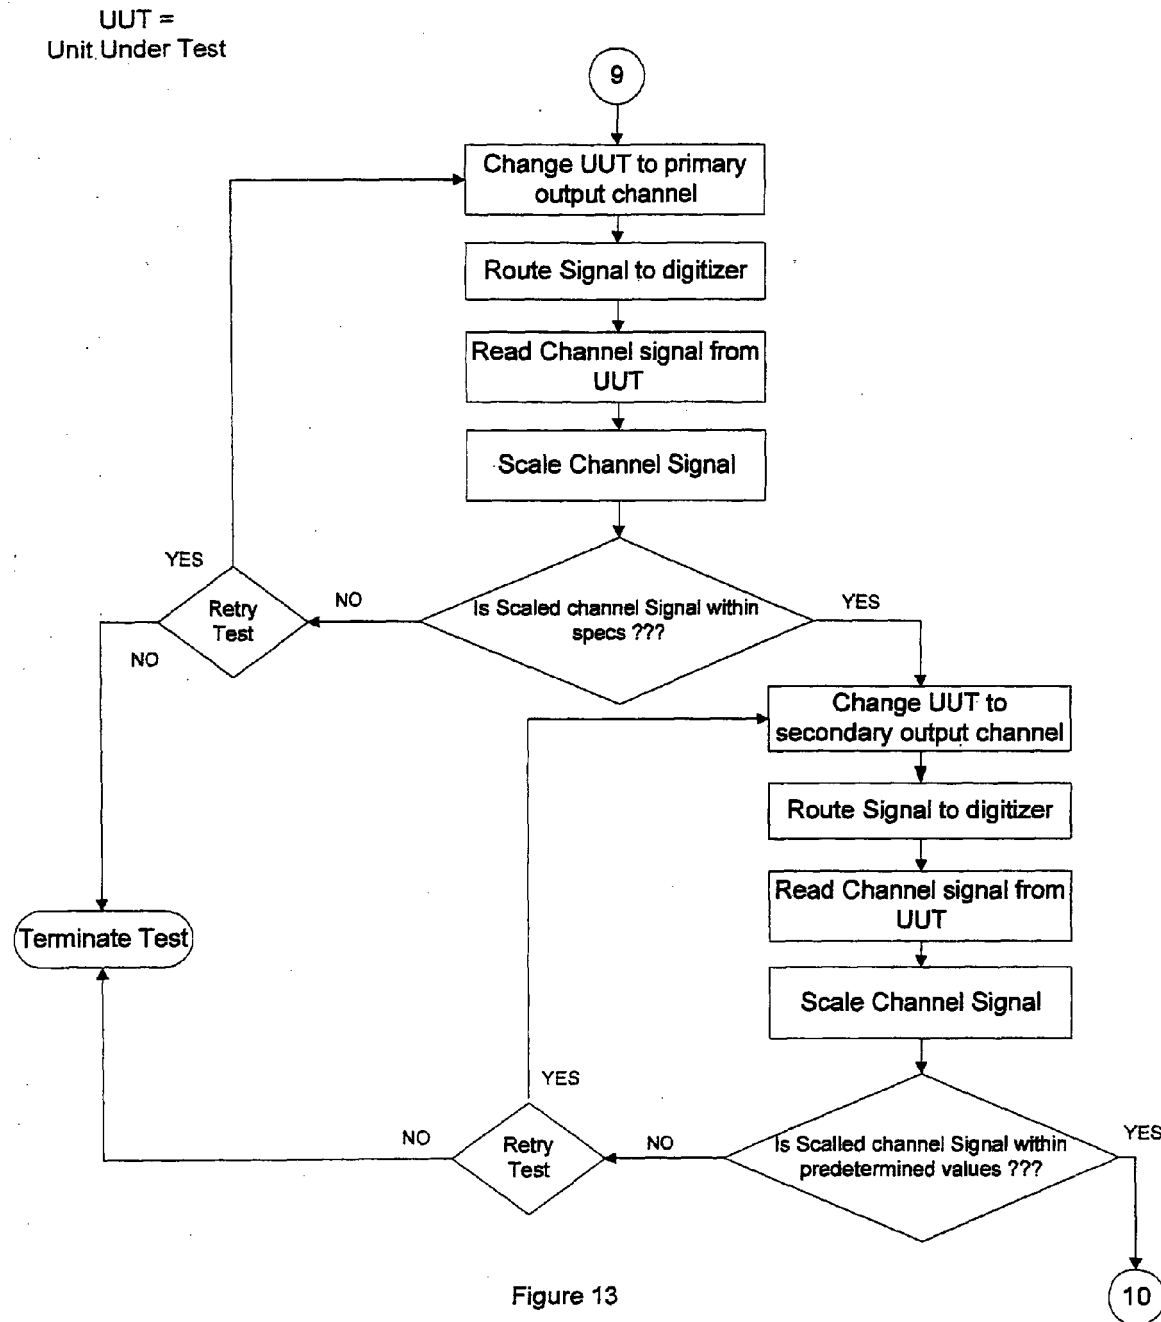 UUT =
Unit Under Test
9
Change UUT to primary
output channel
Route Signal to digitizer
Read Channel signal from
UUT
Scale Channel Signal
Is Scaled channel Signal within
specs ???
YES
NO
Retry
Test
YES
NO
Change UUT to
secondary output channel
Route Signal to digitizer
Read Channel signal from
UUT
Scale Channel Signal
Terminate Test
Is Scalled channel Signal within
predetermined values ???
YES
NO
Retry
Test
YES
NO
10
Figure 13